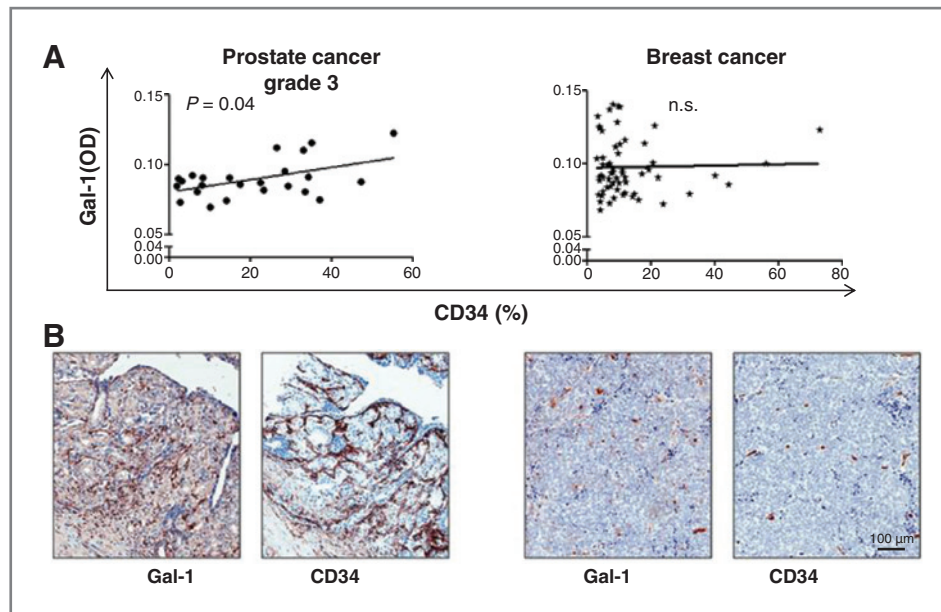 A
Prostate cancer
grade 3
Breast cancer
Gal-1(OD)
0.15
0.10
0.05
0.04
0.00
P = 0.04
0
20
40
60
0.15
0.10
0.05
0.04
0.00
n.s.
0
20
40
60
80
CD34 (%)
B
100 µm
Gal-1
CD34
Gal-1
CD34